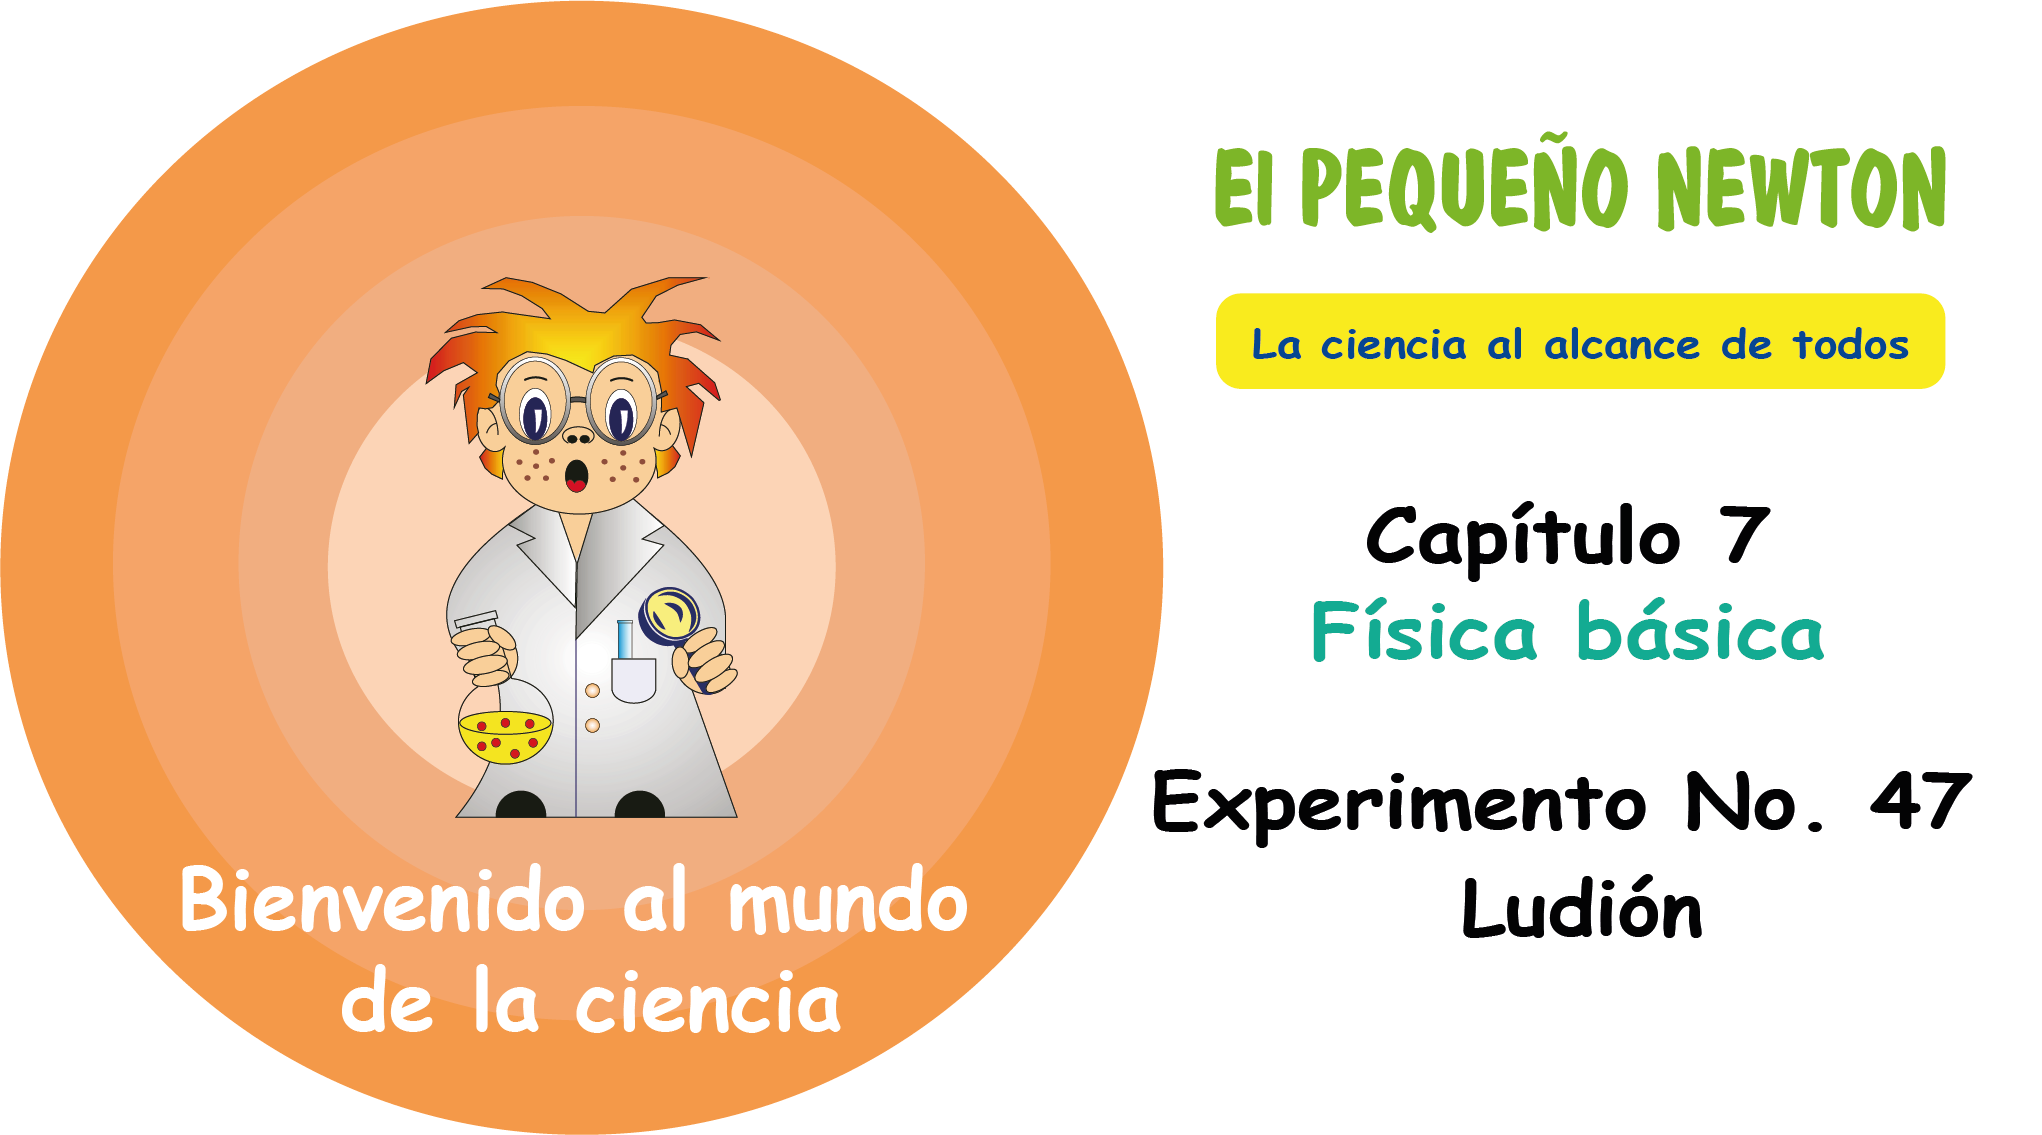 El PEQUEÑO NEWTON
La ciencia al alcance de todos
Capítulo 7
Física básica
Experimento No. 47
Ludión
Bienvenido al mundo
de la ciencia